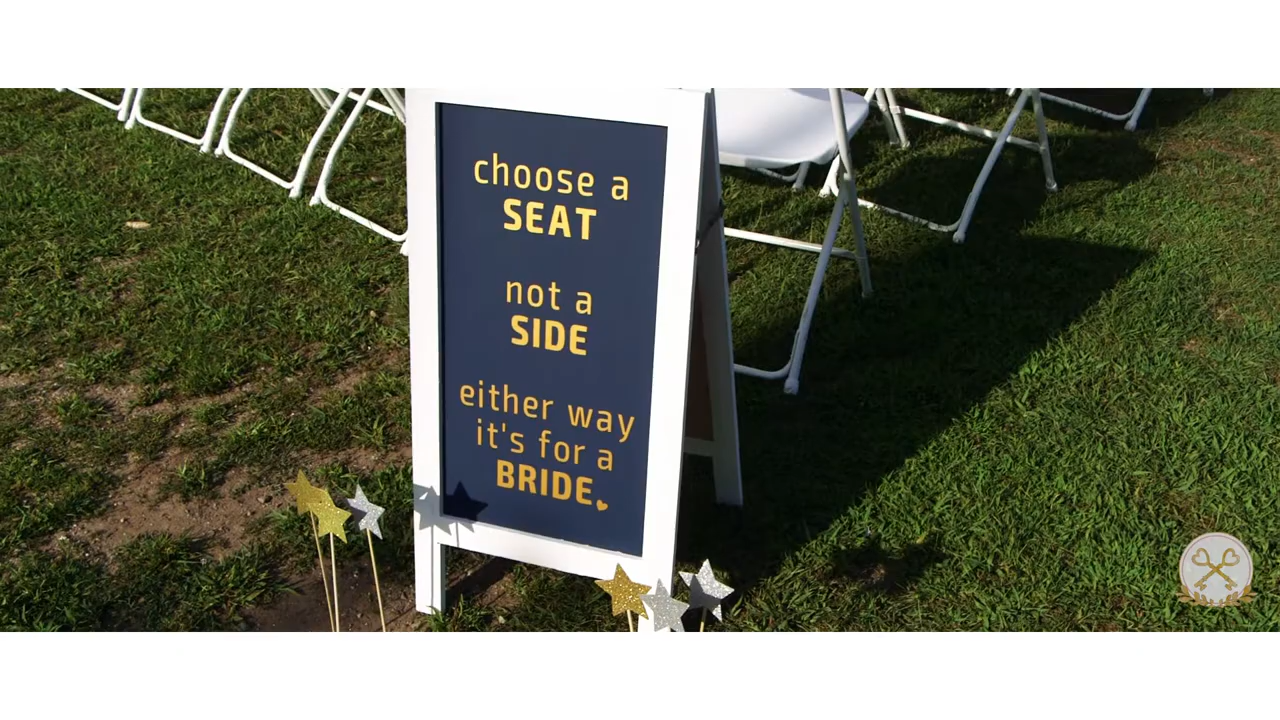 choose a
SEAT
not a
SIDE
either way
it's for a
BRIDE.